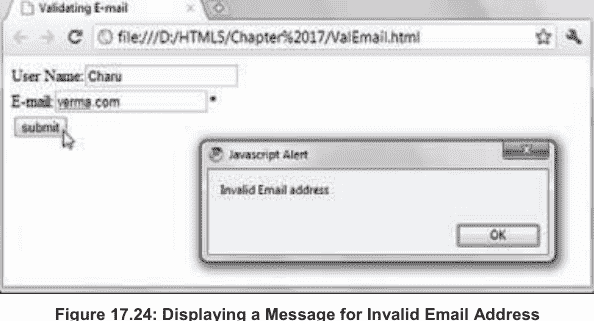 Validating E-mail
file:///D:/HTML5/Chapter%2017/ValEmail.html
User Name: Charu
E-mail: verma.com *
submit
Javascript Alert
Invalid Email address
OK
Figure 17.24: Displaying a Message for Invalid Email Address